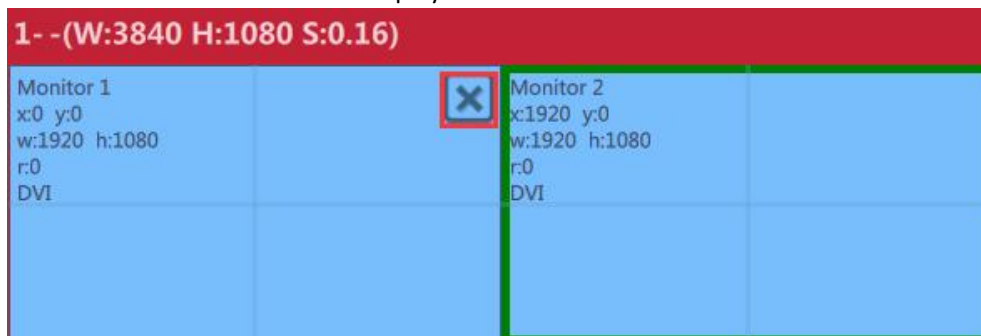 1- -(W:3840 H:1080 S:0.16)
Monitor 1
x:0 y:0
w:1920 h:1080
r:0
DVI
Monitor 2
x:1920 y:0
w:1920 h:1080
r:0
DVI